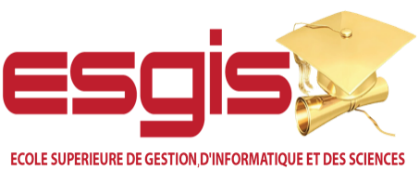 esgis
ECOLE SUPERIEURE DE GESTION,D'INFORMATIQUE ET DES SCIENCES